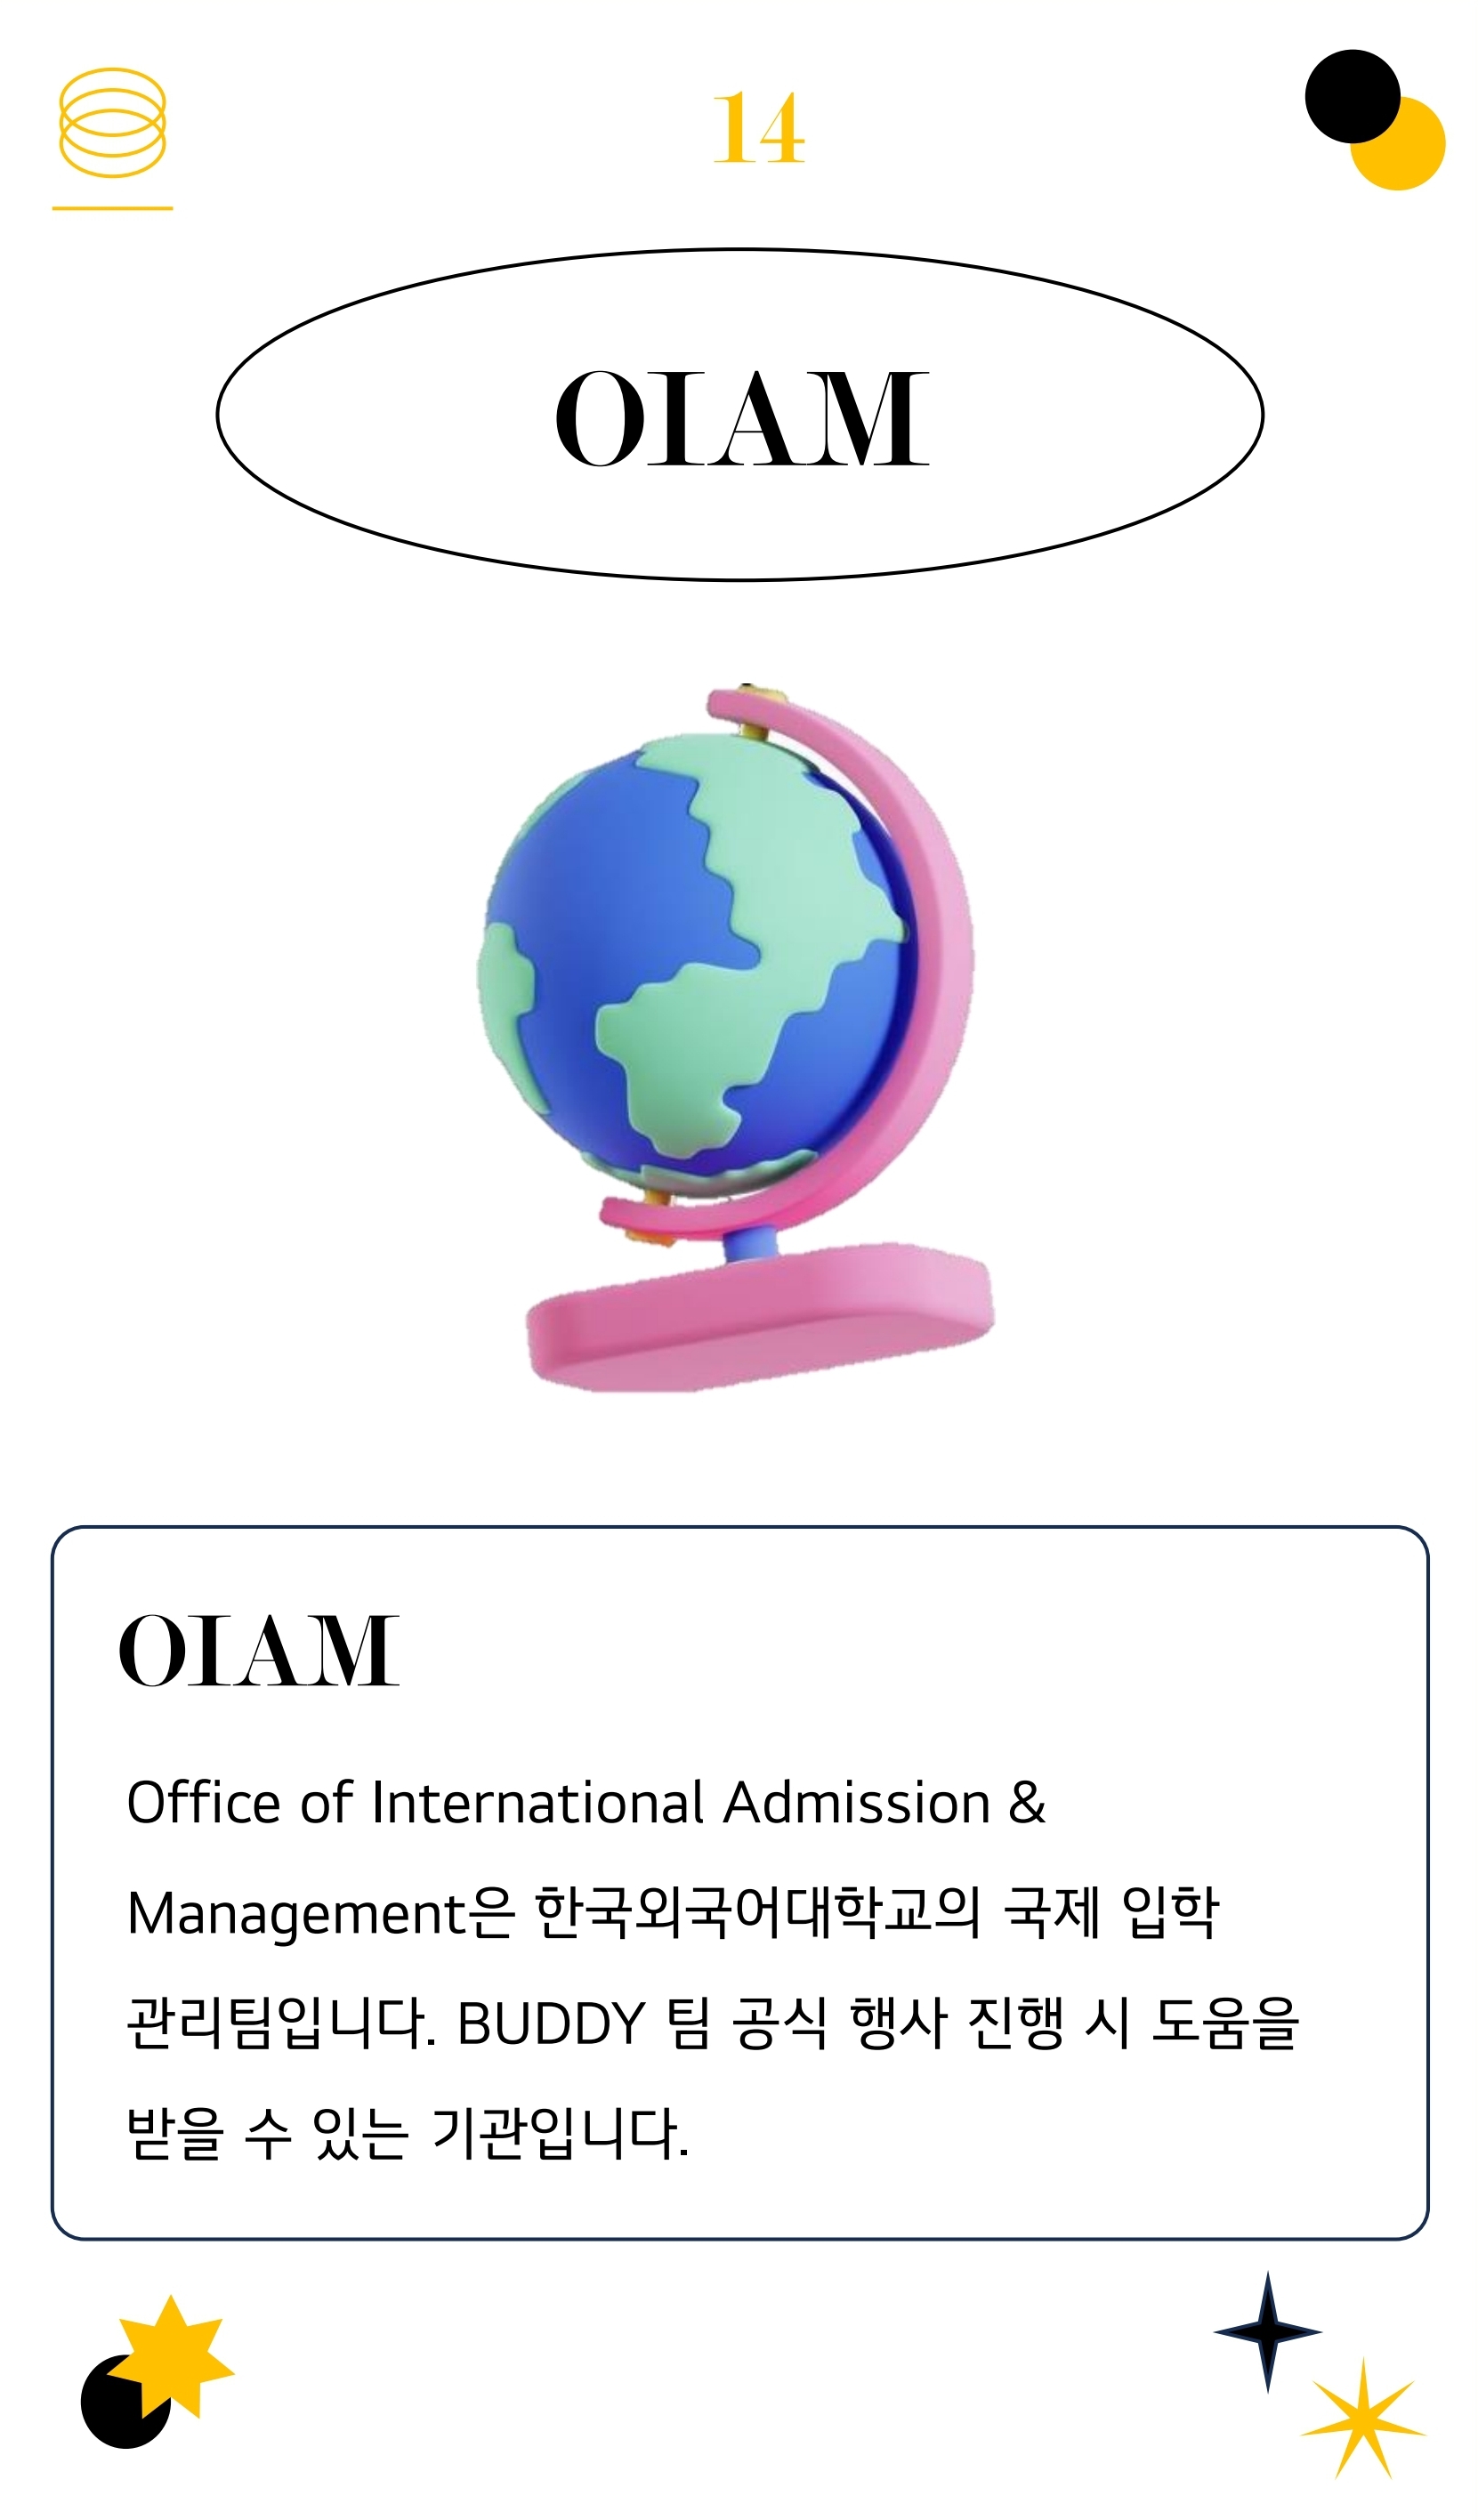 14
OIAM
OIAM
Office of International Admission &
Management은 한국외국어대학교의 국제 입학
관리팀입니다. BUDDY 팀 공식 행사 진행 시 도움을
받을 수 있는 기관입니다.